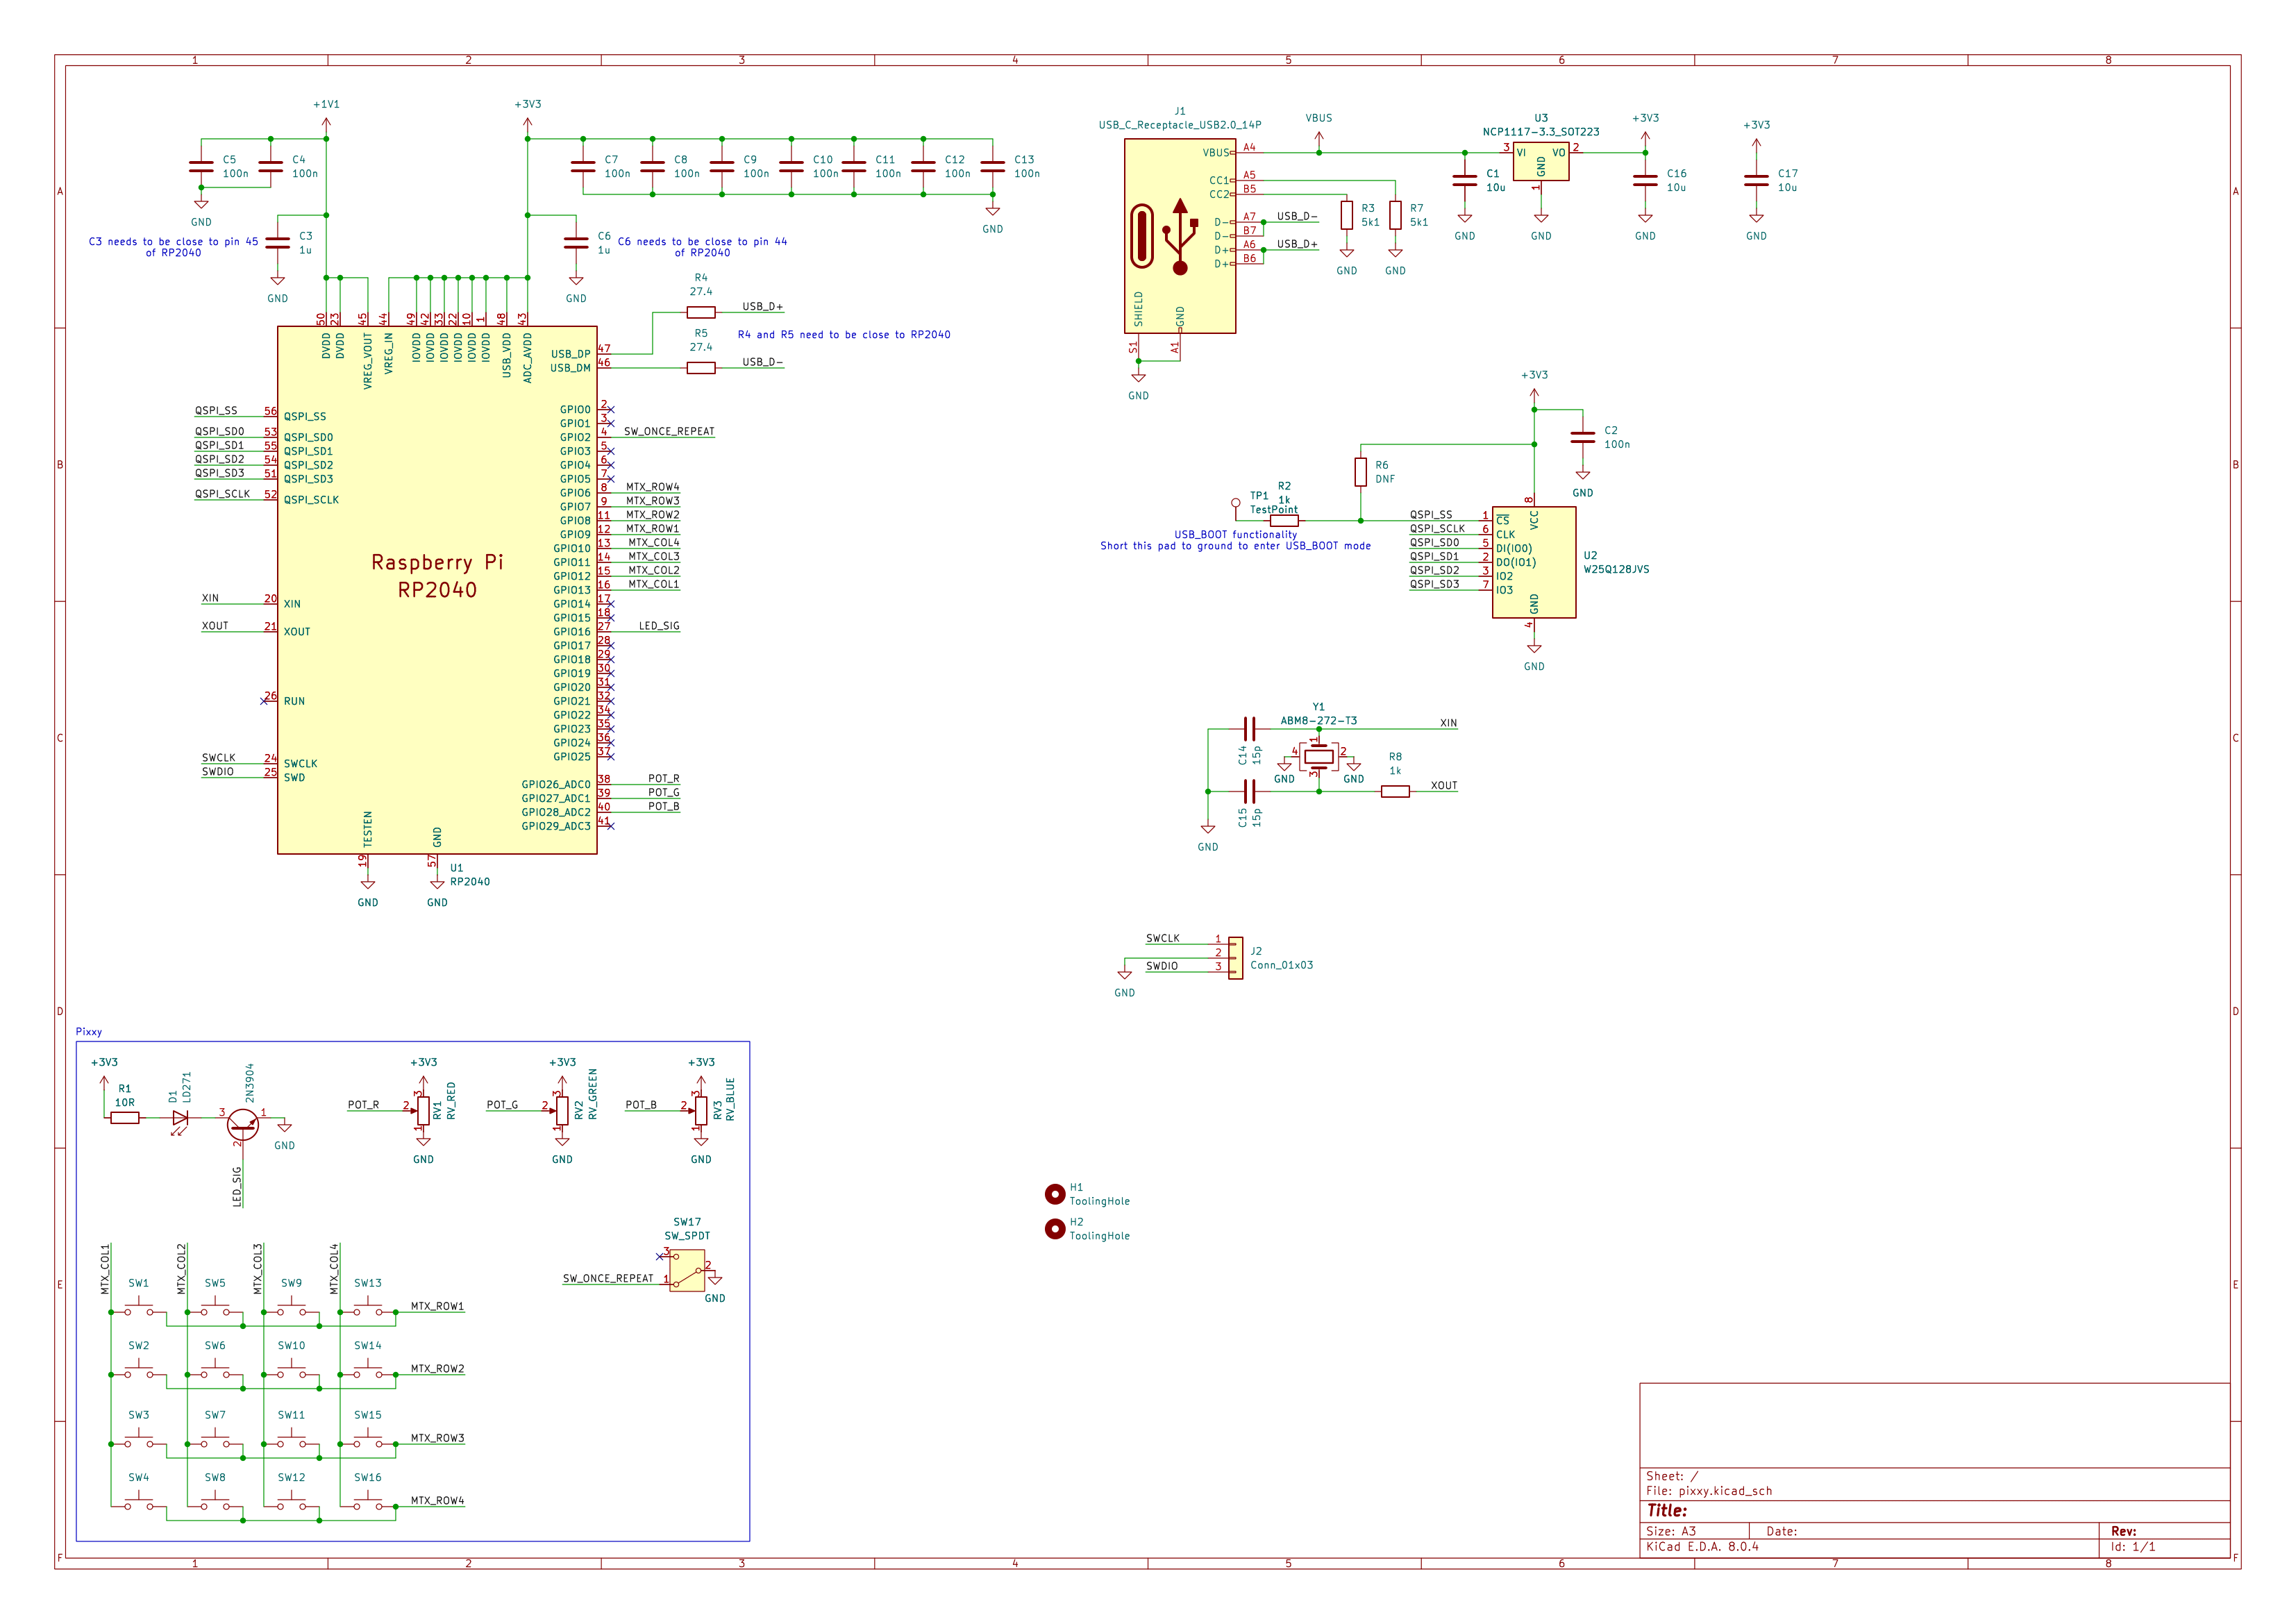 1 2 3 4 5 6 7 8
A
B
C
D
E
F
+1V1
C5
100n
C4
100n
GND
C3 needs to be close to pin 45
of RP2040
C3
1u
GND
+3V3
C7
100n
C8
100n
C9
100n
C10
100n
C11
100n
C12
100n
C13
100n
GND
C6
1u
GND
C6 needs to be close to pin 44
of RP2040
R4
27.4
USB_D+
R4 and R5 need to be close to RP2040
R5
27.4
USB_D-
50 DVDD
23 DVDD
45 VREG_VOUT
44 VREG_IN
49 IOVDD
42 IOVDD
33 IOVDD
22 IOVDD
10 IOVDD
1 IOVDD
48 USB_VDD
43 ADC_AVDD
QSPI_SS 56 QSPI_SS
QSPI_SD0 53 QSPI_SD0
QSPI_SD1 55 QSPI_SD1
QSPI_SD2 54 QSPI_SD2
QSPI_SD3 51 QSPI_SD3
QSPI_SCLK 52 QSPI_SCLK
XIN 20 XIN
XOUT 21 XOUT
26 RUN
SWCLK 24 SWCLK
SWDIO 25 SWD
Raspberry Pi
RP2040
USB_DP 47
USB_DM 46
GPIO0 2
GPIO1 3
GPIO2 4 SW_ONCE_REPEAT
GPIO3 5
GPIO4 6
GPIO5 7
GPIO6 8 MTX_ROW4
GPIO7 9 MTX_ROW3
GPIO8 11 MTX_ROW2
GPIO9 12 MTX_ROW1
GPIO10 13 MTX_COL4
GPIO11 14 MTX_COL3
GPIO12 15 MTX_COL2
GPIO13 16 MTX_COL1
GPIO14 17
GPIO15 18
GPIO16 27 LED_SIG
GPIO17 28
GPIO18 29
GPIO19 30
GPIO20 31
GPIO21 32
GPIO22 34
GPIO23 35
GPIO24 36
GPIO25 37
GPIO26_ADC0 38 POT_R
GPIO27_ADC1 39 POT_G
GPIO28_ADC2 40 POT_B
GPIO29_ADC3 41
TESTEN 19
GND 57
U1
RP2040
GND
GND
J1
USB_C_Receptacle_USB2.0_14P
VBUS A4
CC1 A5
CC2 B5
D- A7 USB_D-
D- B7
D+ A6 USB_D+
D+ B6
SHIELD S1
GND A1
GND
VBUS
R3
5k1
GND
R7
5k1
GND
C1
10u
GND
U3
NCP1117-3.3_SOT223
3 VI VO 2
GND 1
GND
+3V3
C16
10u
GND
+3V3
C17
10u
GND
+3V3
C2
100n
GND
R6
DNF
TP1
TestPoint
R2
1k
USB_BOOT functionality
Short this pad to ground to enter USB_BOOT mode
8 VCC
QSPI_SS 1 CS
QSPI_SCLK 6 CLK
QSPI_SD0 5 DI(IO0)
QSPI_SD1 2 DO(IO1)
QSPI_SD2 3 IO2
QSPI_SD3 7 IO3
GND 4
U2
W25Q128JVS
GND
Y1
ABM8-272-T3
XIN
C14
15p
1
4
2
3
GND
GND
R8
1k
XOUT
C15
15p
GND
SWCLK 1
2
SWDIO 3
J2
Conn_01x03
GND
Pixxy
+3V3
R1
10R
D1
LD271
2N3904
3
1
2
GND
LED_SIG
+3V3
POT_R 2
3
1
RV1
RV_RED
GND
+3V3
POT_G 2
3
1
RV2
RV_GREEN
GND
+3V3
POT_B 2
3
1
RV3
RV_BLUE
GND
SW17
SW_SPDT
3
2
SW_ONCE_REPEAT 1
GND
MTX_COL1
MTX_COL2
MTX_COL3
MTX_COL4
SW1 SW5 SW9 SW13
MTX_ROW1
SW2 SW6 SW10 SW14
MTX_ROW2
SW3 SW7 SW11 SW15
MTX_ROW3
SW4 SW8 SW12 SW16
MTX_ROW4
H1
ToolingHole
H2
ToolingHole
Sheet: /
File: pixxy.kicad_sch
Title:
Size: A3 Date: Rev:
KiCad E.D.A. 8.0.4 Id: 1/1
A
B
C
D
E
F
1 2 3 4 5 6 7 8